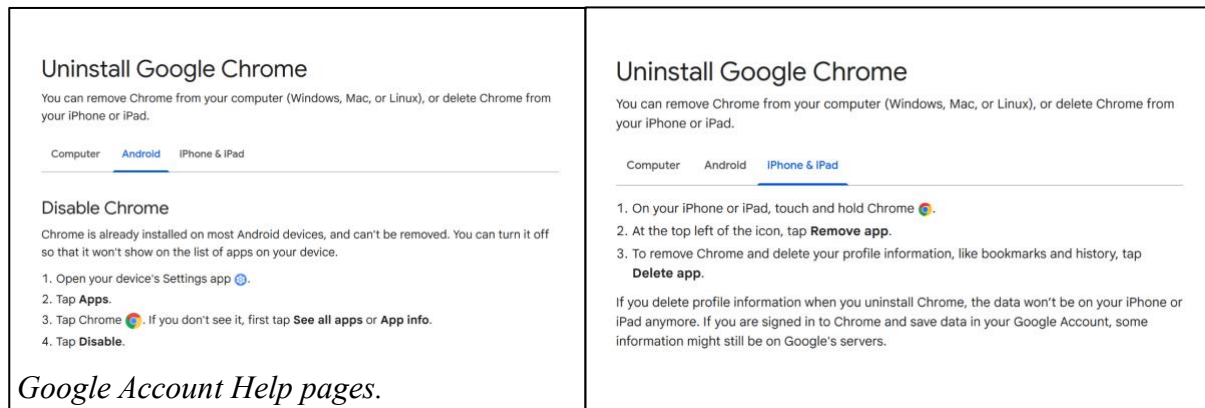 Uninstall Google Chrome
You can remove Chrome from your computer (Windows, Mac, or Linux), or delete Chrome from
your iPhone or iPad.
Computer Android iPhone & iPad
Disable Chrome
Chrome is already installed on most Android devices, and can't be removed. You can turn it off
so that it won't show on the list of apps on your device.
1. Open your device's Settings app.
2. Tap Apps.
3. Tap Chrome. If you don't see it, first tap See all apps or App info.
4. Tap Disable.
Google Account Help pages.
Uninstall Google Chrome
You can remove Chrome from your computer (Windows, Mac, or Linux), or delete Chrome from
your iPhone or iPad.
Computer Android iPhone & iPad
1. On your iPhone or iPad, touch and hold Chrome.
2. At the top left of the icon, tap Remove app.
3. To remove Chrome and delete your profile information, like bookmarks and history, tap
Delete app.
If you delete profile information when you uninstall Chrome, the data won't be on your iPhone or
iPad anymore. If you are signed in to Chrome and save data in your Google Account, some
information might still be on Google's servers.